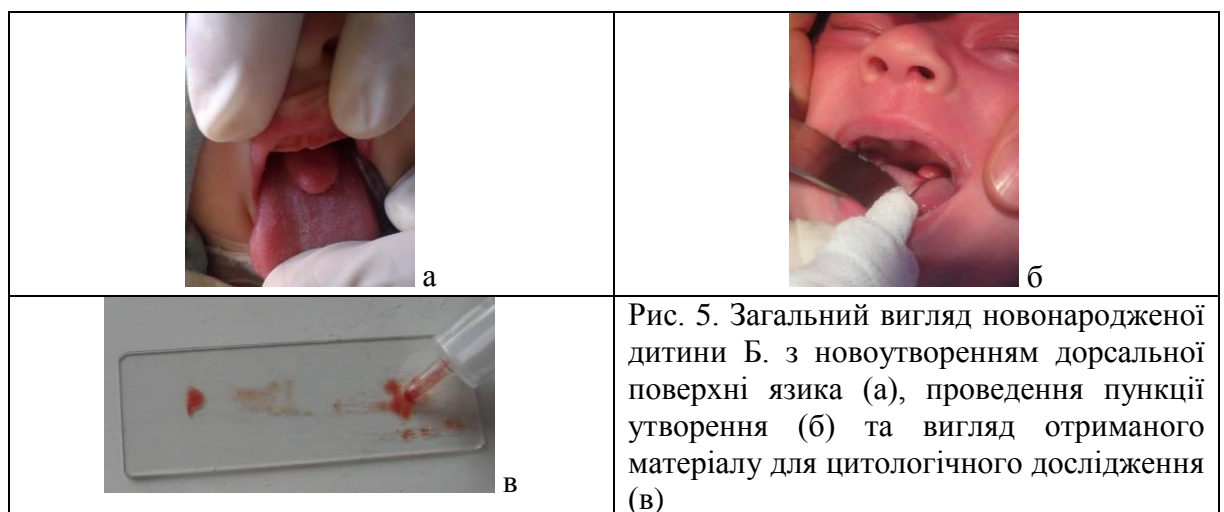 а
б
в
Рис. 5. Загальний вигляд новонародженої
дитини Б. з новоутворенням дорсальної
поверхні язика (а), проведення пункції
утворення (б) та вигляд отриманого
матеріалу для цитологічного дослідження
(в)